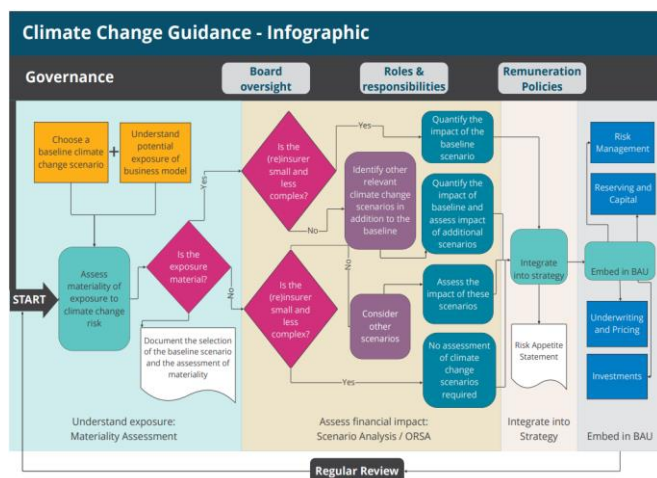 Climate Change Guidance - Infographic
Governance
Board
oversight
Roles &
responsibilities
Remuneration
Policies
Choose a
baseline climate
change scenario
+
Understand
potential
exposure of
business model
Yes
Is the
(re)insurer
small and
less
complex?
Yes
No
Identify other
relevant
climate change
scenarios in
addition to the
baseline
Quantify the
impact of the
baseline
scenario
Quantify the
impact of
baseline and
assess impact
of additional
scenarios
Risk
Management
Reserving and
Capital
START
Assess
materiality of
exposure to
climate change
risk
Is the
exposure
material?
No
Is the
(re)insurer
small and
less
complex?
No
Consider
other
scenarios
Assess the
impact of these
scenarios
Integrate
into strategy
Embed in BAU
Document the selection
of the baseline scenario
and the assessment of
materiality
Yes
No assessment
of climate
change
scenarios
required
Risk Appetite
Statement
Underwriting
and Pricing
Investments
Understand exposure:
Materiality Assessment
Assess financial impact:
Scenario Analysis / ORSA
Integrate into
Strategy
Embed in BAU
Regular Review